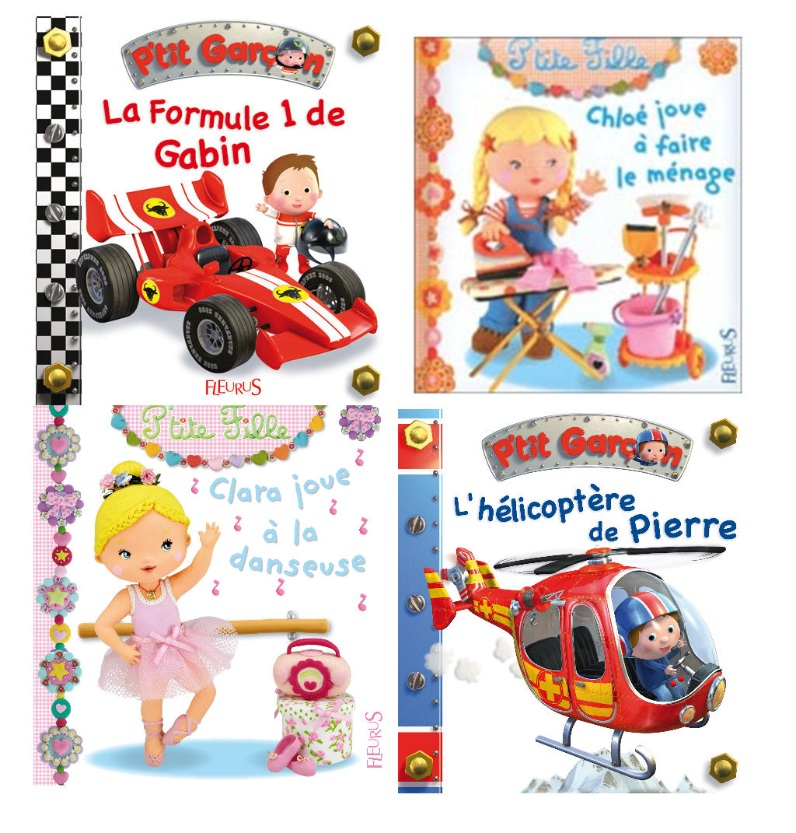 P'tit Garçon
La Formule 1 de
Gabin
FLEURUS
P'tite Fille
Chloé joue
à faire
le ménage
FLEURUS
P'tite Fille
Clara joue
à la
danseuse
FLEURUS
P'tit Garçon
L'hélicoptère
de Pierre